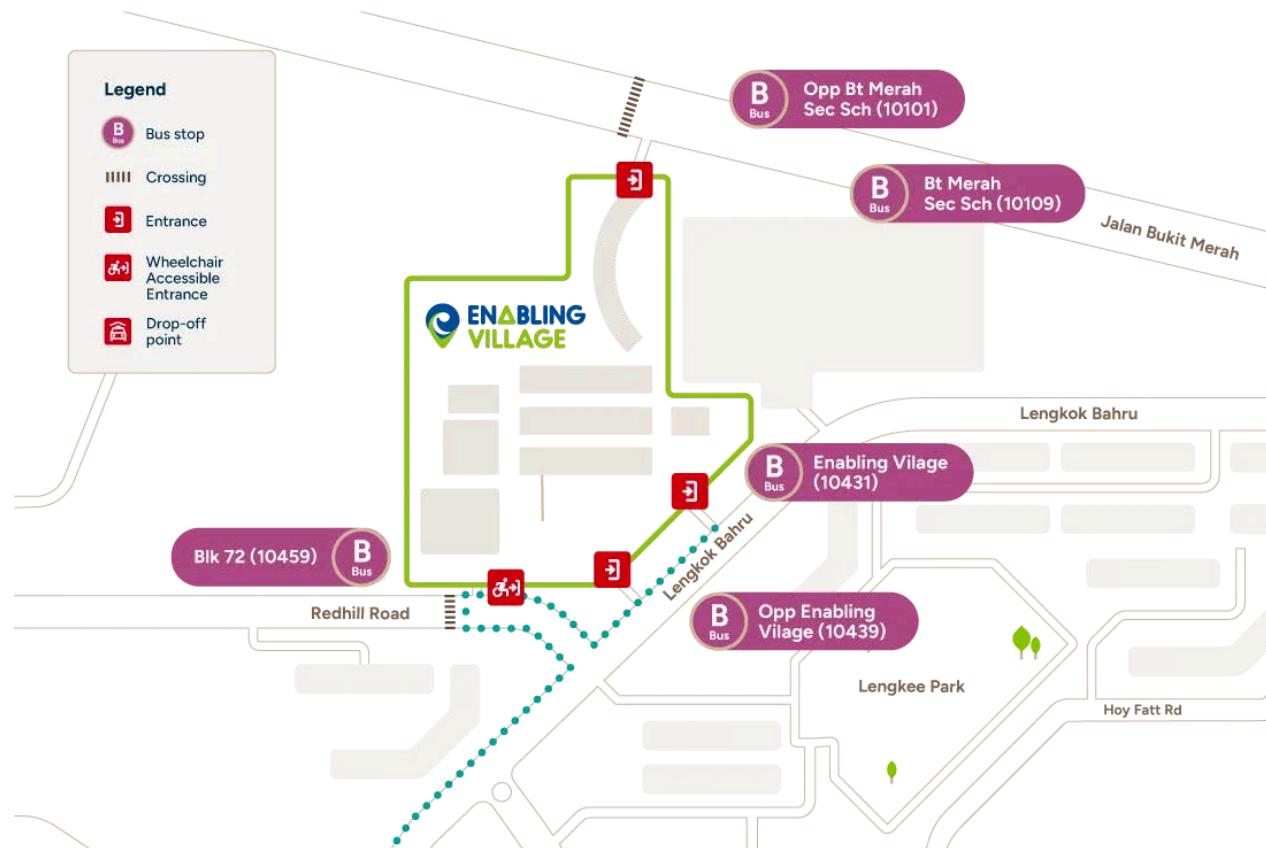 Legend
B
Bus
Bus stop
Crossing
Entrance
Wheelchair
Accessible
Entrance
Drop-off
point
B
Bus
Opp Bt Merah
Sec Sch (10101)
B
Bus
Bt Merah
Sec Sch (10109)
Jalan Bukit Merah
ENABLING
VILLAGE
Lengkok Bahru
B
Bus
Enabling Vilage
(10431)
Lengkok Bahru
Blk 72 (10459)
B
Bus
Redhill Road
B
Bus
Opp Enabling
Vilage (10439)
Lengkee Park
Hoy Fatt Rd